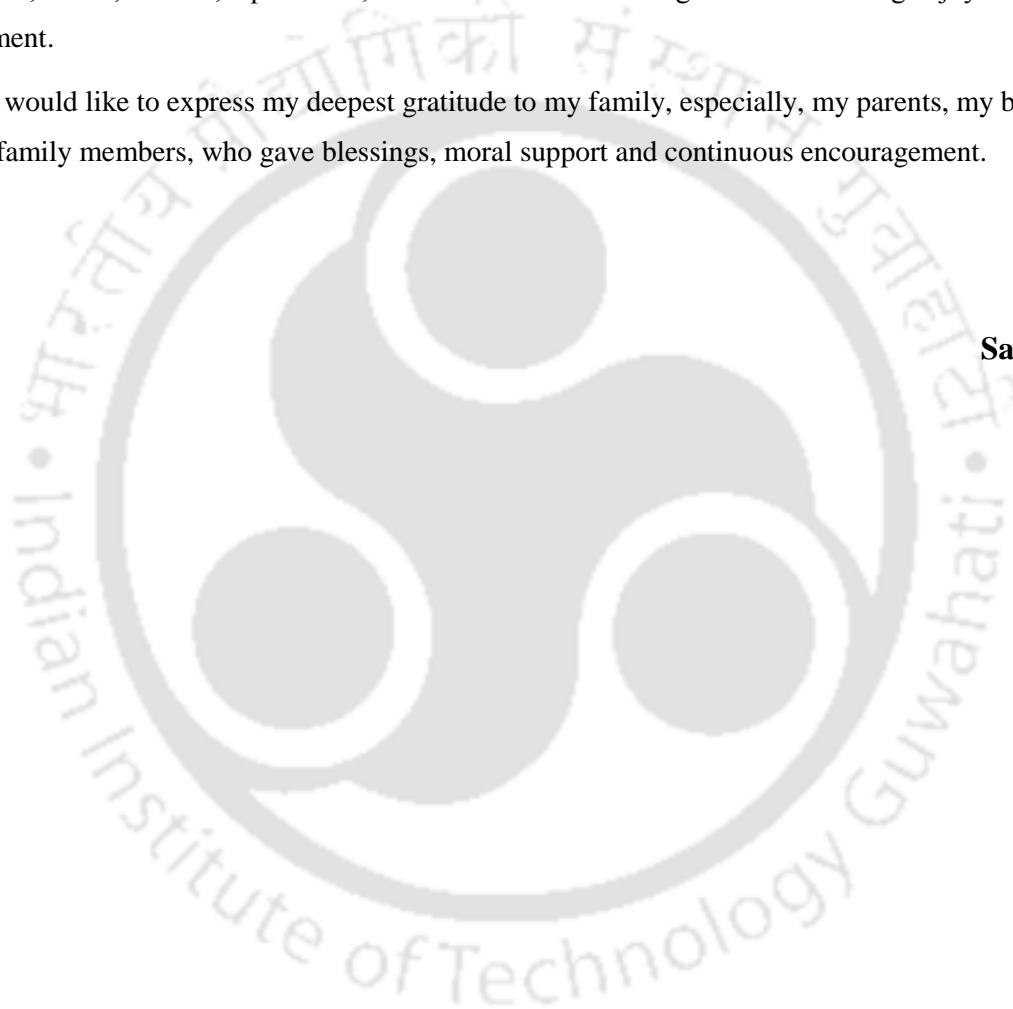 ment.
would like to express my deepest gratitude to my family, especially, my parents, my b
family members, who gave blessings, moral support and continuous encouragement.
Sa
भारतीय प्रौद्योगिकी संस्थान गुवाहाटी
• Indian Institute of Technology Guwahati •